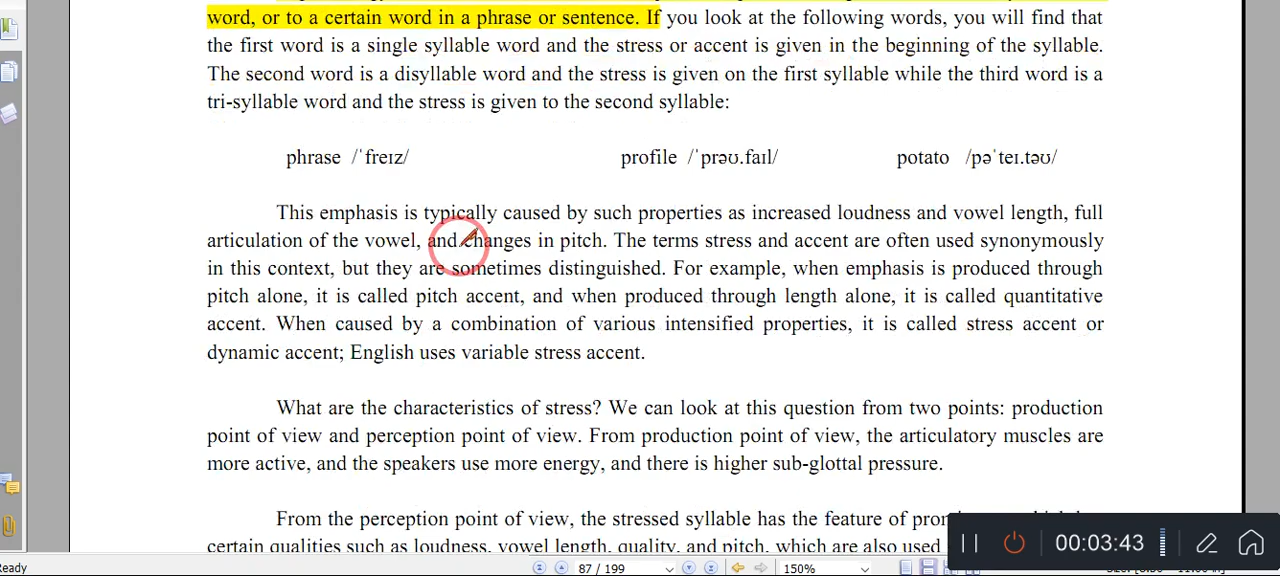 word, or to a certain word in a phrase or sentence. If you look at the following words, you will find that
the first word is a single syllable word and the stress or accent is given in the beginning of the syllable.
The second word is a disyllable word and the stress is given on the first syllable while the third word is a
tri-syllable word and the stress is given to the second syllable:
phrase /ˈfreɪz/ profile /ˈprəʊ.faɪl/ potato /pəˈteɪ.təʊ/
This emphasis is typically caused by such properties as increased loudness and vowel length, full
articulation of the vowel, and changes in pitch. The terms stress and accent are often used synonymously
in this context, but they are sometimes distinguished. For example, when emphasis is produced through
pitch alone, it is called pitch accent, and when produced through length alone, it is called quantitative
accent. When caused by a combination of various intensified properties, it is called stress accent or
dynamic accent; English uses variable stress accent.
What are the characteristics of stress? We can look at this question from two points: production
point of view and perception point of view. From production point of view, the articulatory muscles are
more active, and the speakers use more energy, and there is higher sub-glottal pressure.
From the perception point of view, the stressed syllable has the feature of
certain qualities such as loudness, vowel length, quality, and pitch, which are also used
00:03:43
eady 87 / 199 150%